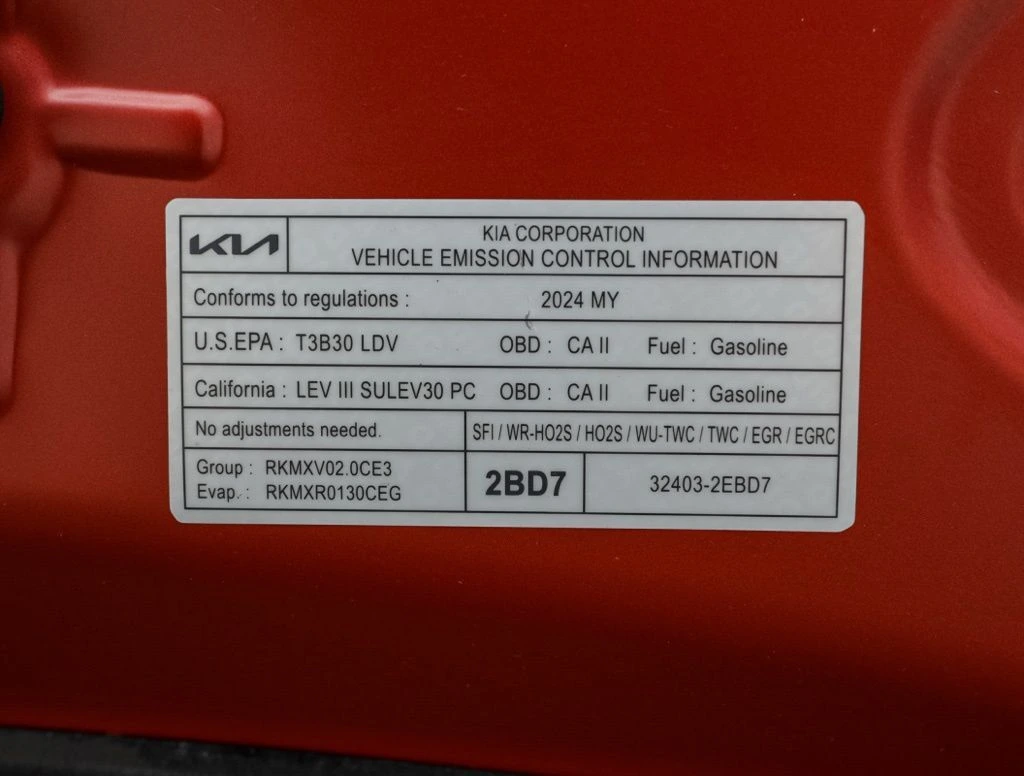 KIA
KIA CORPORATION
VEHICLE EMISSION CONTROL INFORMATION
Conforms to regulations : 2024 MY
U.S.EPA : T3B30 LDV OBD : CA II Fuel : Gasoline
California : LEV III SULEV30 PC OBD : CA II Fuel : Gasoline
No adjustments needed. SFI / WR-HO2S / HO2S / WU-TWC / TWC / EGR / EGRC
Group : RKMXV02.0CE3
Evap. : RKMXR0130CEG
2BD7 32403-2EBD7